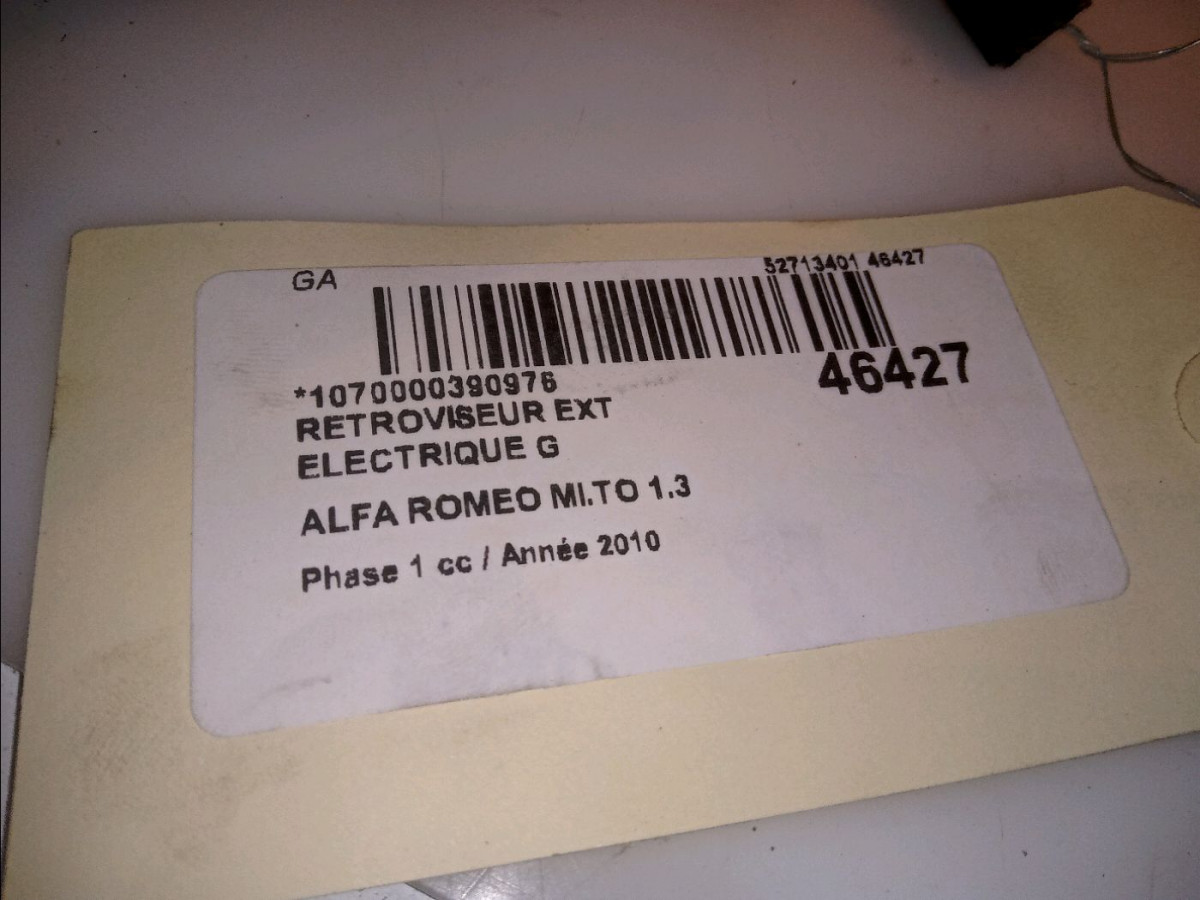 GA
52713401 46427
*1070000390976
46427
RETROVISEUR EXT
ELECTRIQUE G
ALFA ROMEO MI.TO 1.3
Phase 1 cc / Année 2010